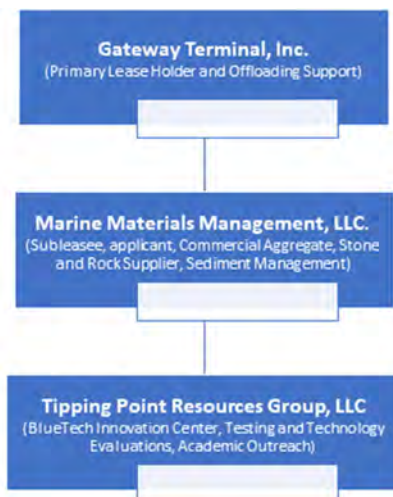 Gateway Terminal, Inc.
(Primary Lease Holder and Offloading Support)
Marine Materials Management, LLC.
(Subleasee, applicant, Commercial Aggregate, Stone
and Rock Supplier, Sediment Management)
Tipping Point Resources Group, LLC
(BlueTech Innovation Center, Testing and Technology
Evaluations, Academic Outreach)